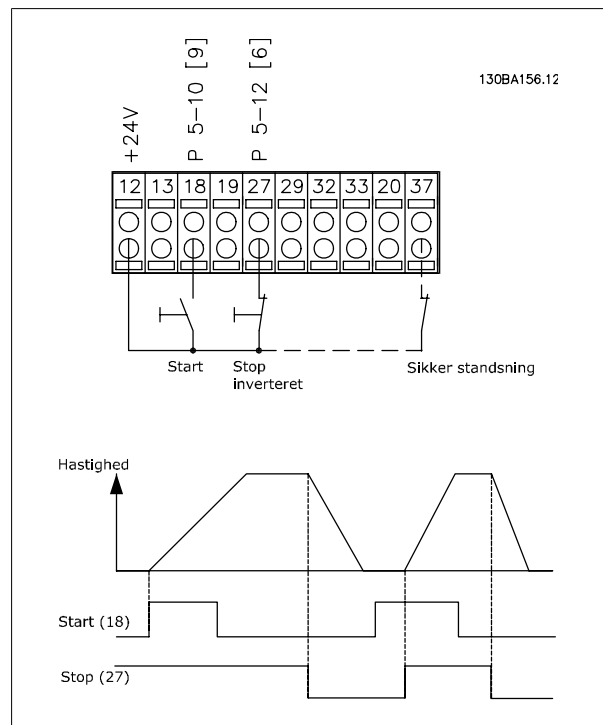 130BA156.12
+24V
P 5-10 [9]
P 5-12 [6]
12 13 18 19 27 29 32 33 20 37
Start
Stop
inverteret
Sikker standsning
Hastighed
Start (18)
Stop (27)